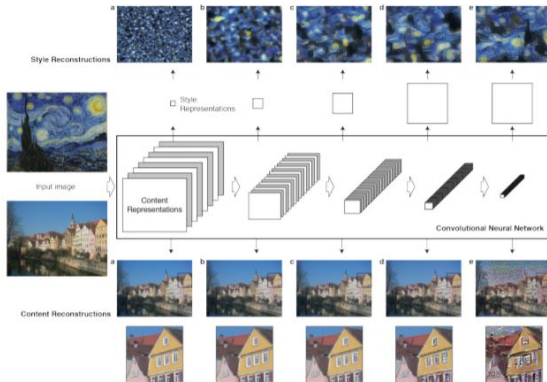 a b c d e
Style Reconstructions
Style
Representations
Input image
Content
Representations
Convolutional Neural Network
a b c d e
Content Reconstructions